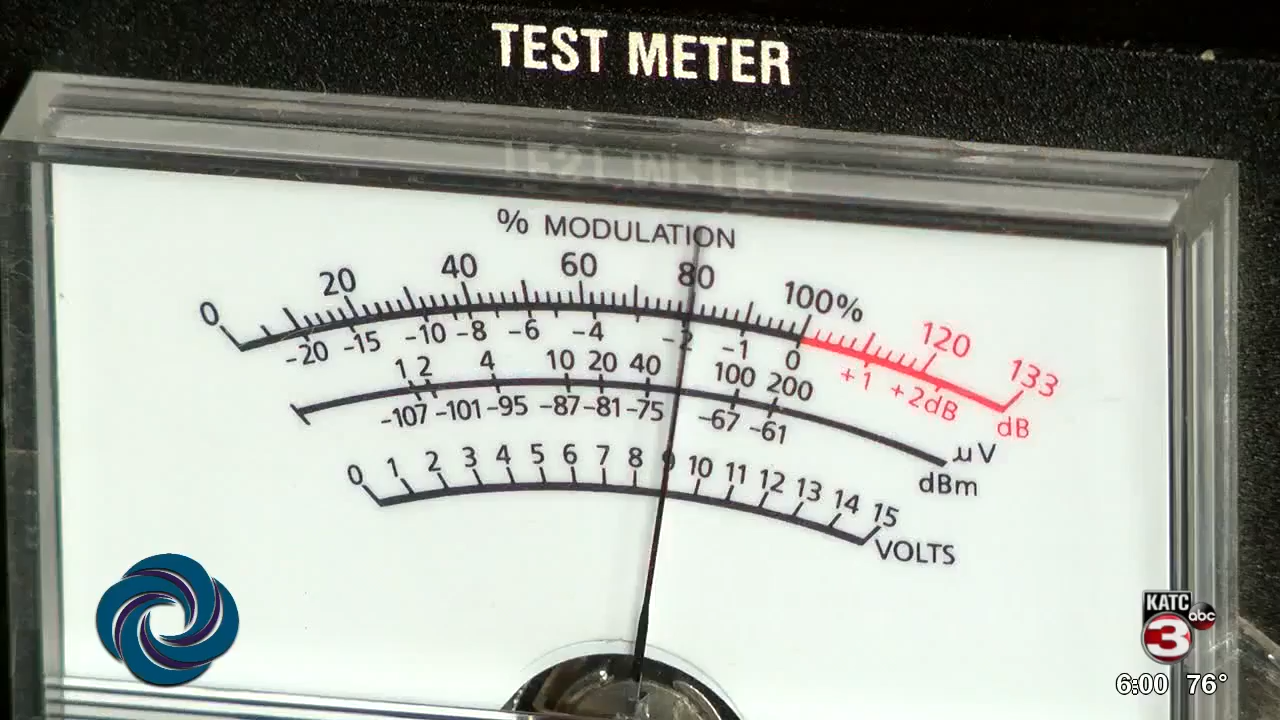 TEST METER
% MODULATION
0 20 40 60 80 100% 120 133
-20 -15 -10 -8 -6 -4 -2 -1 0 +1 +2dB dB
1 2 4 10 20 40 100 200 µV
-107 -101 -95 -87 -81 -75 -67 -61 dBm
0 1 2 3 4 5 6 7 8 9 10 11 12 13 14 15
VOLTS
KATC
3 abc
6:00 76°